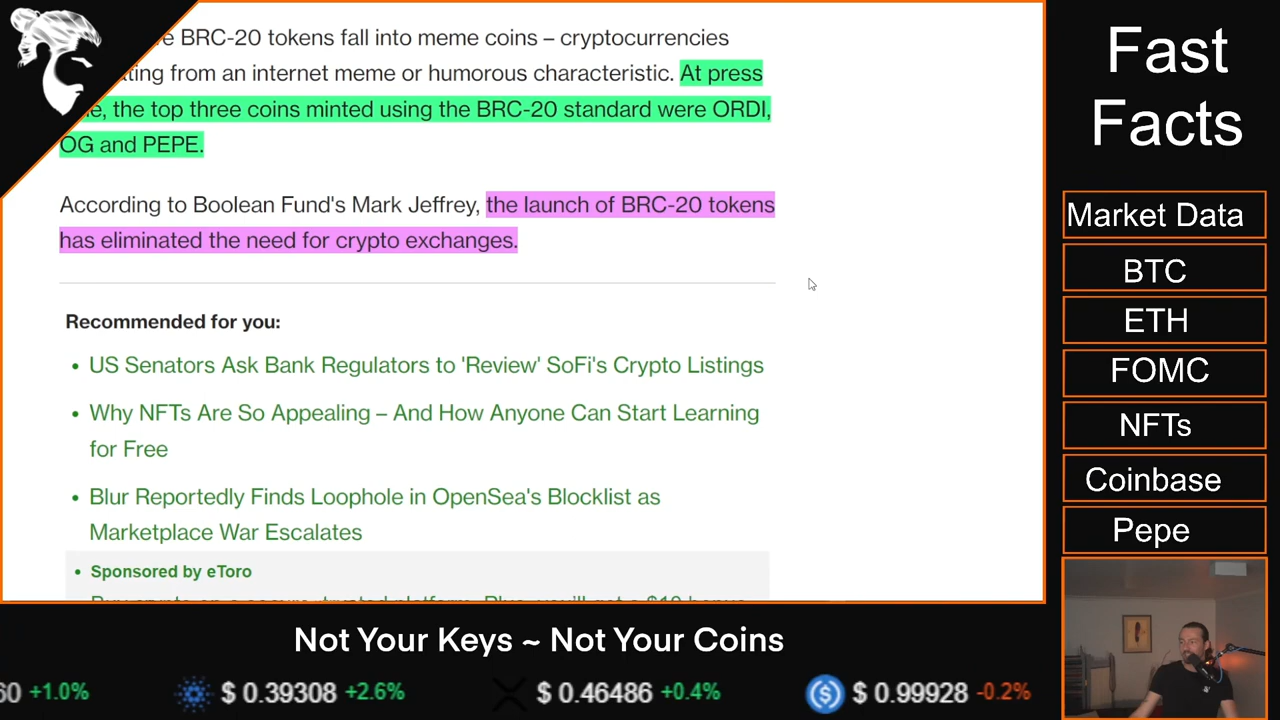 e BRC-20 tokens fall into meme coins – cryptocurrencies
ting from an internet meme or humorous characteristic. At press
e, the top three coins minted using the BRC-20 standard were ORDI,
OG and PEPE.
According to Boolean Fund's Mark Jeffrey, the launch of BRC-20 tokens
has eliminated the need for crypto exchanges.
Recommended for you:
• US Senators Ask Bank Regulators to 'Review' SoFi's Crypto Listings
• Why NFTs Are So Appealing – And How Anyone Can Start Learning
for Free
• Blur Reportedly Finds Loophole in OpenSea's Blocklist as
Marketplace War Escalates
• Sponsored by eToro
Fast
Facts
Market Data
BTC
ETH
FOMC
NFTs
Coinbase
Pepe
Not Your Keys ~ Not Your Coins
60 +1.0% $ 0.39308 +2.6% $ 0.46486 +0.4% $ 0.99928 -0.2%